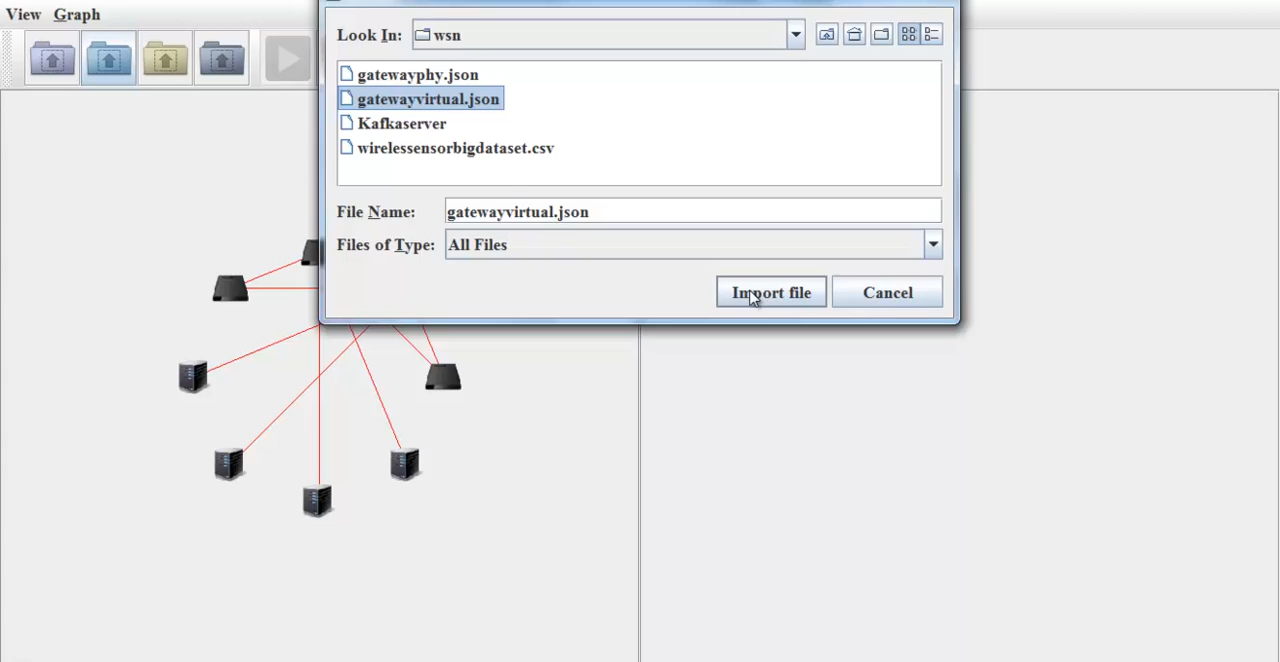 View Graph
Look In: wsn
gatewayphy.json
gatewayvirtual.json
Kafkaserver
wirelessensorbigdataset.csv
File Name: gatewayvirtual.json
Files of Type: All Files
Import file Cancel